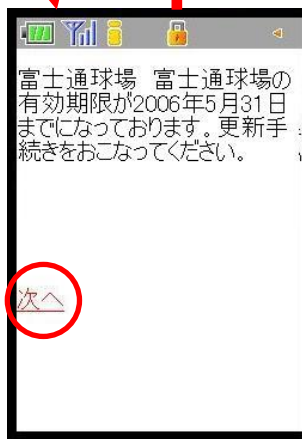 富士通球場 富士通球場の
有効期限が2006年5月31日
までになっております。更新手
続きをおこなってください。
次へ